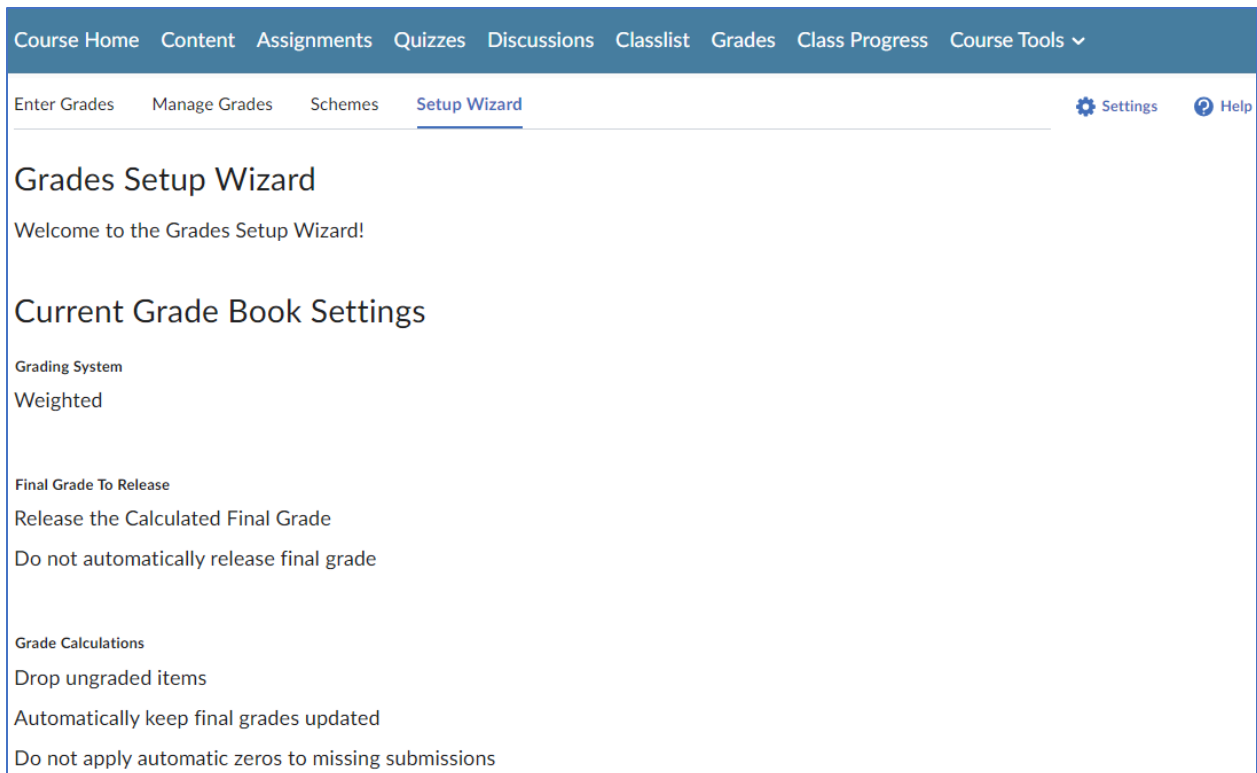 Course Home Content Assignments Quizzes Discussions Classlist Grades Class Progress Course Tools
Enter Grades Manage Grades Schemes Setup Wizard Settings Help
Grades Setup Wizard
Welcome to the Grades Setup Wizard!
Current Grade Book Settings
Grading System
Weighted
Final Grade To Release
Release the Calculated Final Grade
Do not automatically release final grade
Grade Calculations
Drop ungraded items
Automatically keep final grades updated
Do not apply automatic zeros to missing submissions